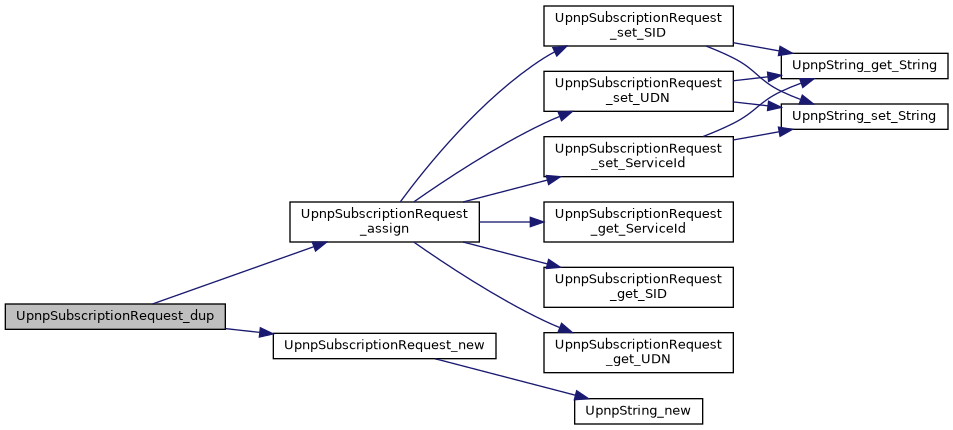 UpnpSubscriptionRequest
_set_SID
UpnpString_get_String
UpnpSubscriptionRequest
_set_UDN
UpnpString_set_String
UpnpSubscriptionRequest
_set_ServiceId
UpnpSubscriptionRequest
_assign
UpnpSubscriptionRequest
_get_ServiceId
UpnpSubscriptionRequest
_get_SID
UpnpSubscriptionRequest_dup
UpnpSubscriptionRequest_new
UpnpSubscriptionRequest
_get_UDN
UpnpString_new